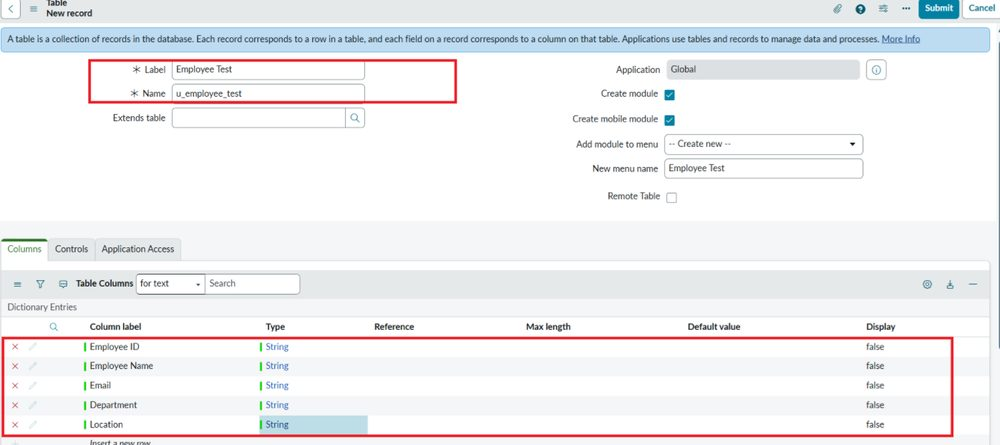 Table
New record
Submit
Cancel
A table is a collection of records in the database. Each record corresponds to a row in a table, and each field on a record corresponds to a column on that table. Applications use tables and records to manage data and processes. More Info
Label Employee Test
Application Global
Name u_employee_test
Create module
Extends table
Create mobile module
Add module to menu -- Create new --
New menu name Employee Test
Remote Table
Columns Controls Application Access
Table Columns for text Search
Dictionary Entries
Column label Type Reference Max length Default value Display
Employee ID String false
Employee Name String false
Email String false
Department String false
Location String false
Insert a new row...